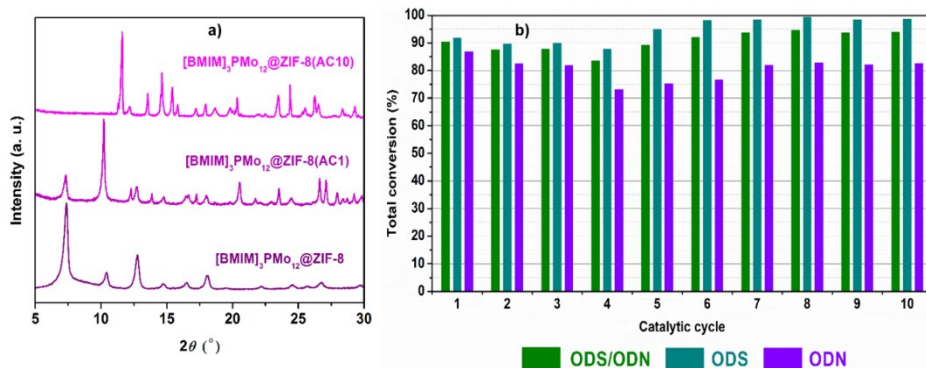 a)
[BMIM]₃PMo₁₂@ZIF-8(AC10)
[BMIM]₃PMo₁₂@ZIF-8(AC1)
[BMIM]₃PMo₁₂@ZIF-8
Intensity (a. u.)
5 10 15 20 25 30
2θ (°)
b)
Total conversion (%)
100
90
80
70
60
50
40
30
20
10
0
1 2 3 4 5 6 7 8 9 10
Catalytic cycle
ODS/ODN ODS ODN